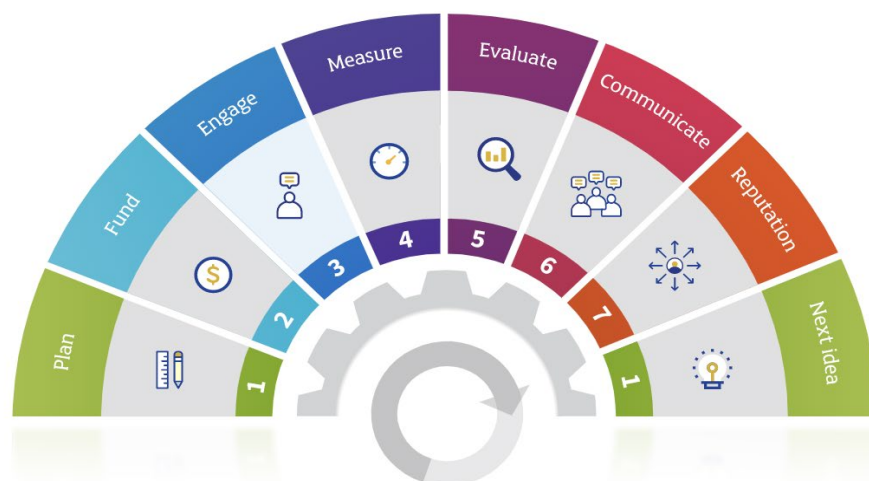 Plan
1
Fund
$
2
Engage
3
Measure
4
Evaluate
5
Communicate
6
Reputation
7
Next idea
1